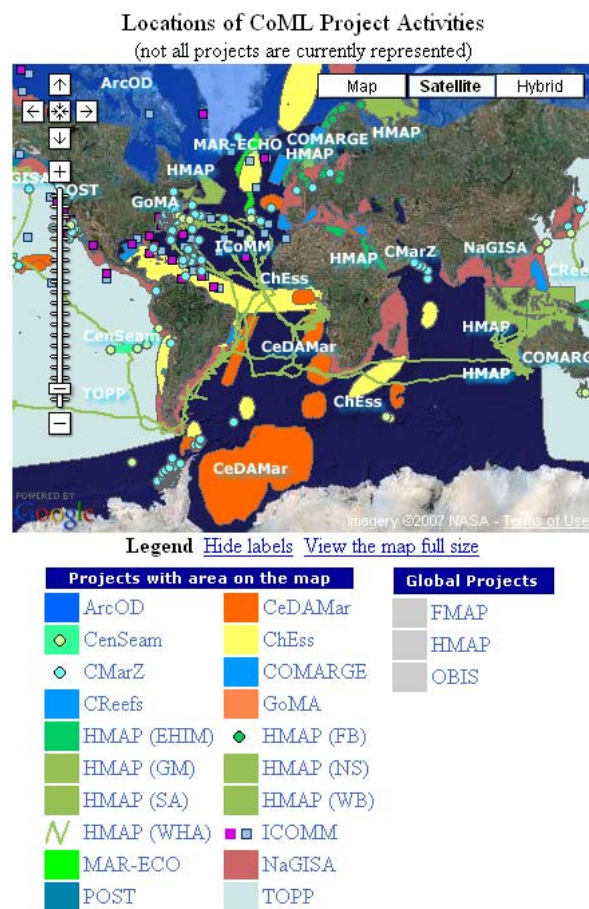 Locations of CoML Project Activities
(not all projects are currently represented)
ArcOD
Map
Satellite
Hybrid
MAR-ECHO
COMARGE
HMAP
HMAP
HMAP
GISA
POST
GoMA
ICoMM
HMAP
CMarZ
NaGISA
CRee
ChEss
CenSeam
CeDAMar
HMAP
COMARG
TOPP
HMAP
ChEss
CeDAMar
POWERED BY
Google
Imagery ©2007 NASA - Terms of Use
Legend Hide labels View the map full size
Projects with area on the map
Global Projects
ArcOD
CeDAMar
FMAP
CenSeam
ChEss
HMAP
CMarZ
COMARGE
OBIS
CReefs
GoMA
HMAP (EHIM)
HMAP (FB)
HMAP (GM)
HMAP (NS)
HMAP (SA)
HMAP (WB)
HMAP (WHA)
ICOMM
MAR-ECO
NaGISA
POST
TOPP